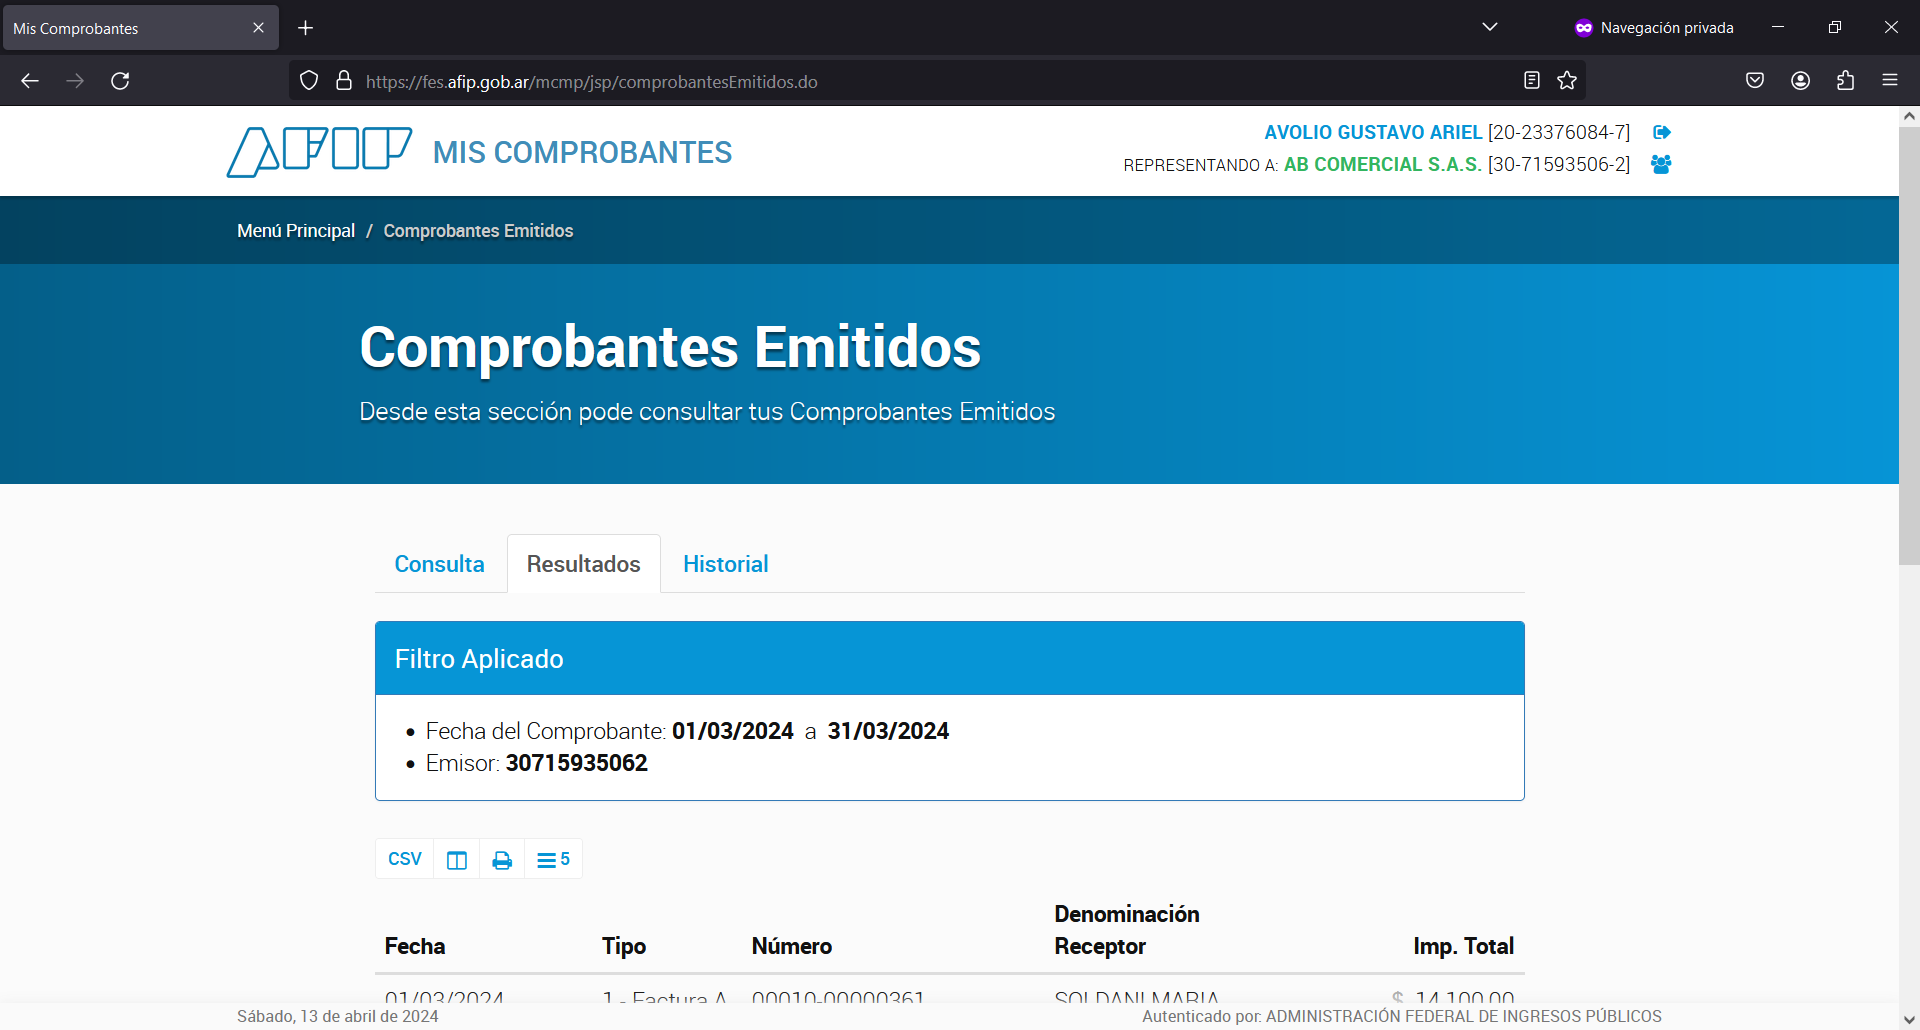 Mis Comprobantes
Navegación privada
https://fes.afip.gob.ar/mcmp/jsp/comprobantesEmitidos.do
AFIP MIS COMPROBANTES
AVOLIO GUSTAVO ARIEL [20-23376084-7]
REPRESENTANDO A: AB COMERCIAL S.A.S. [30-71593506-2]
Menú Principal / Comprobantes Emitidos
Comprobantes Emitidos
Desde esta sección pode consultar tus Comprobantes Emitidos
Consulta Resultados Historial
Filtro Aplicado
• Fecha del Comprobante: 01/03/2024 a 31/03/2024
• Emisor: 30715935062
CSV 5
Fecha Tipo Número Denominación Receptor Imp. Total
01/03/2024 1 - Factura A 00010-00000361 SOLDANI MARIA $ 14.100,00
Sábado, 13 de abril de 2024
Autenticado por: ADMINISTRACIÓN FEDERAL DE INGRESOS PÚBLICOS